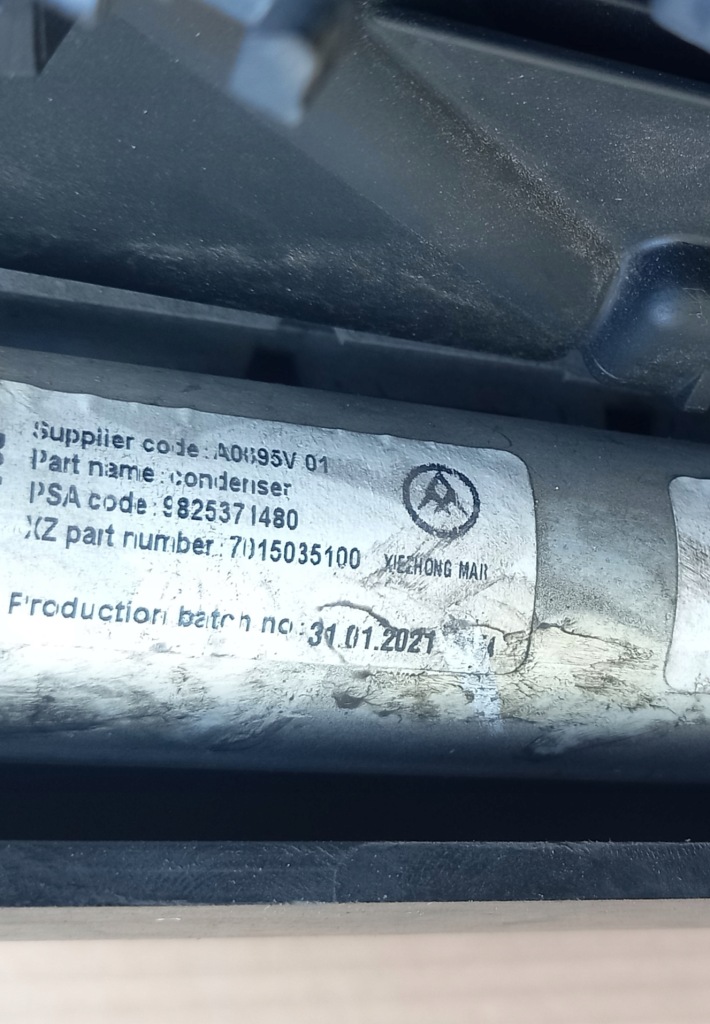 Supplier code: A0695V 01
Part name: condenser
PSA code: 9825371480
XZ part number: 7015035100
XIEZHONG MAR
Production batch no: 31.01.2021